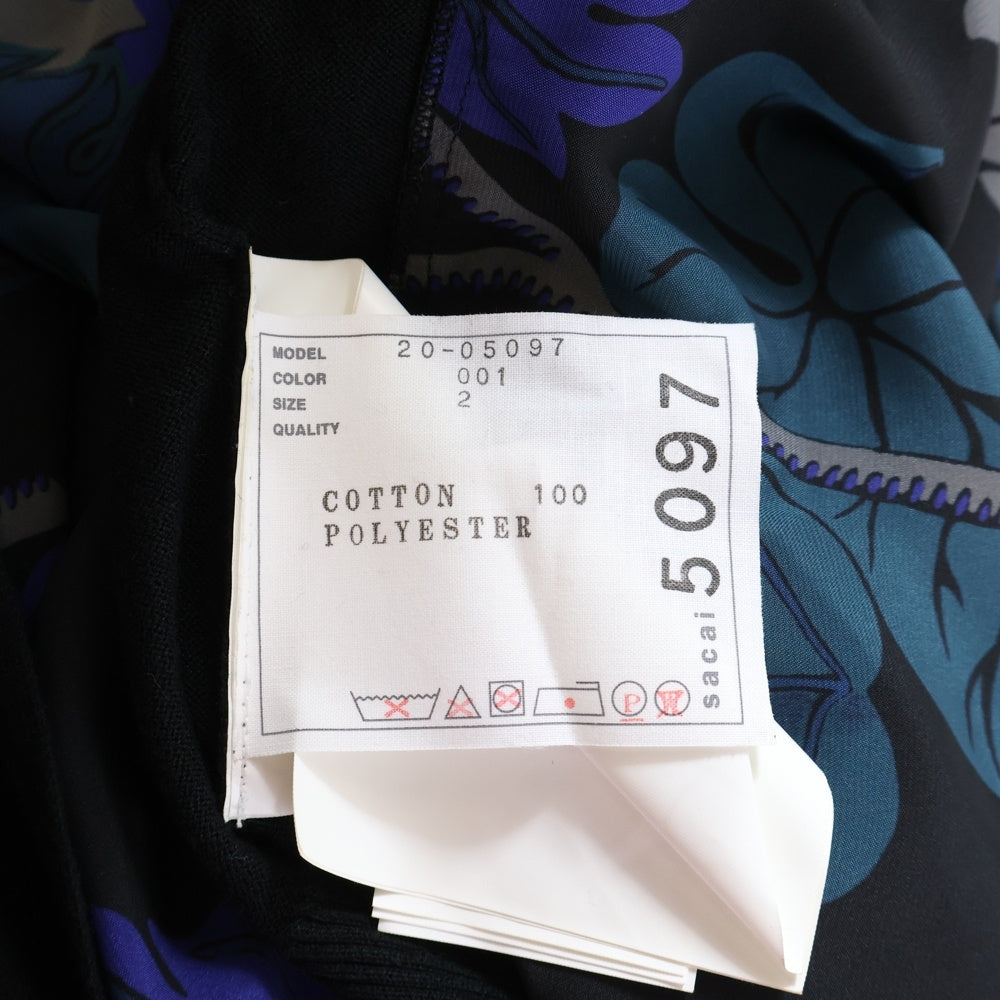 MODEL 20-05097
COLOR 001
SIZE 2
QUALITY
COTTON 100
POLYESTER
sacai 5097
P
W